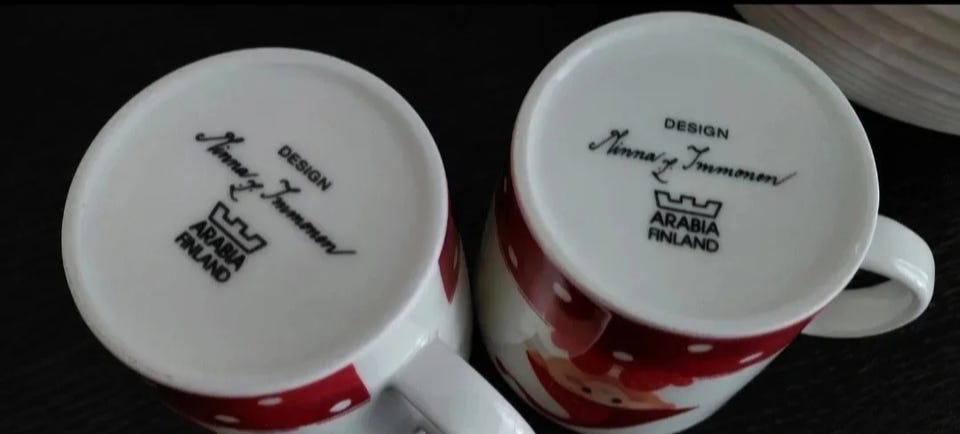 DESIGN
Minna L Immonen
ARABIA
FINLAND
DESIGN
Minna L Immonen
ARABIA
FINLAND